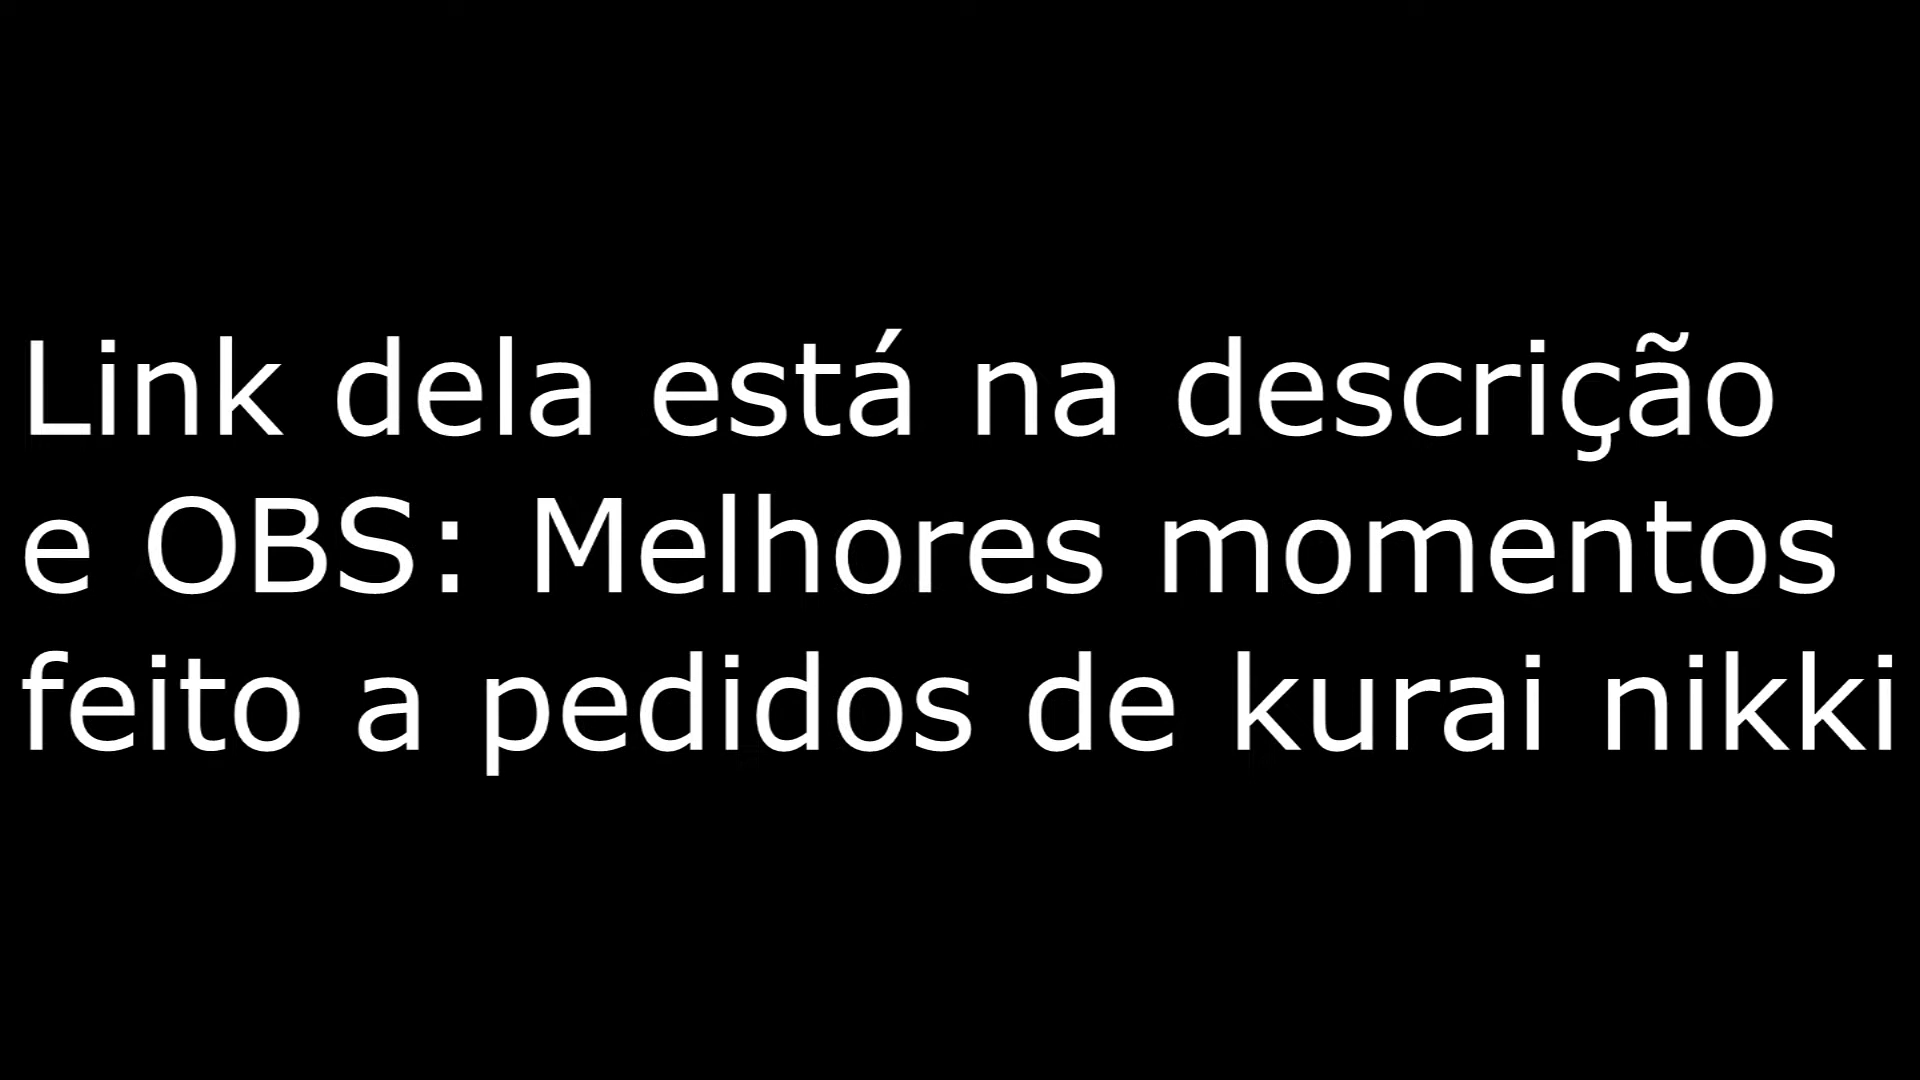 Link dela está na descrição
e OBS: Melhores momentos
feito a pedidos de kurai nikki